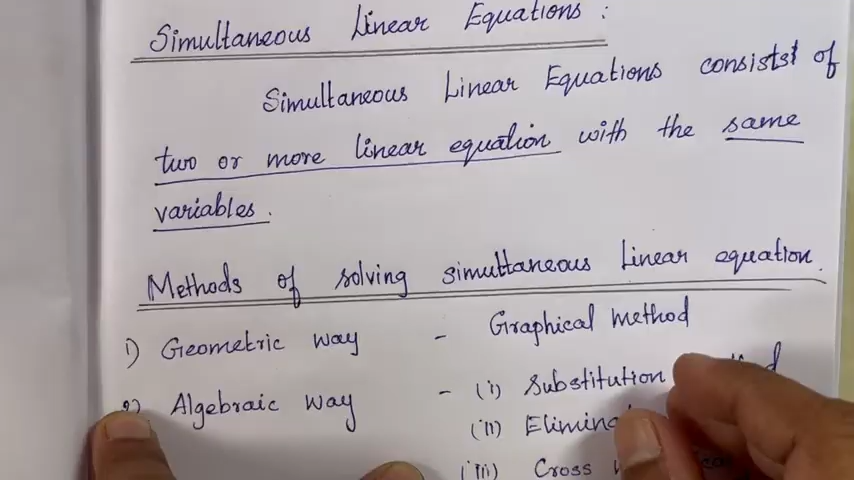 Simultaneous Linear Equations :
Simultaneous Linear Equations consists of
two or more linear equation with the same
variables.
Methods of solving simultaneous Linear equation.
1) Geometric way - Graphical method
2) Algebraic way - (i) Substitution
(ii)
(iii) Cross